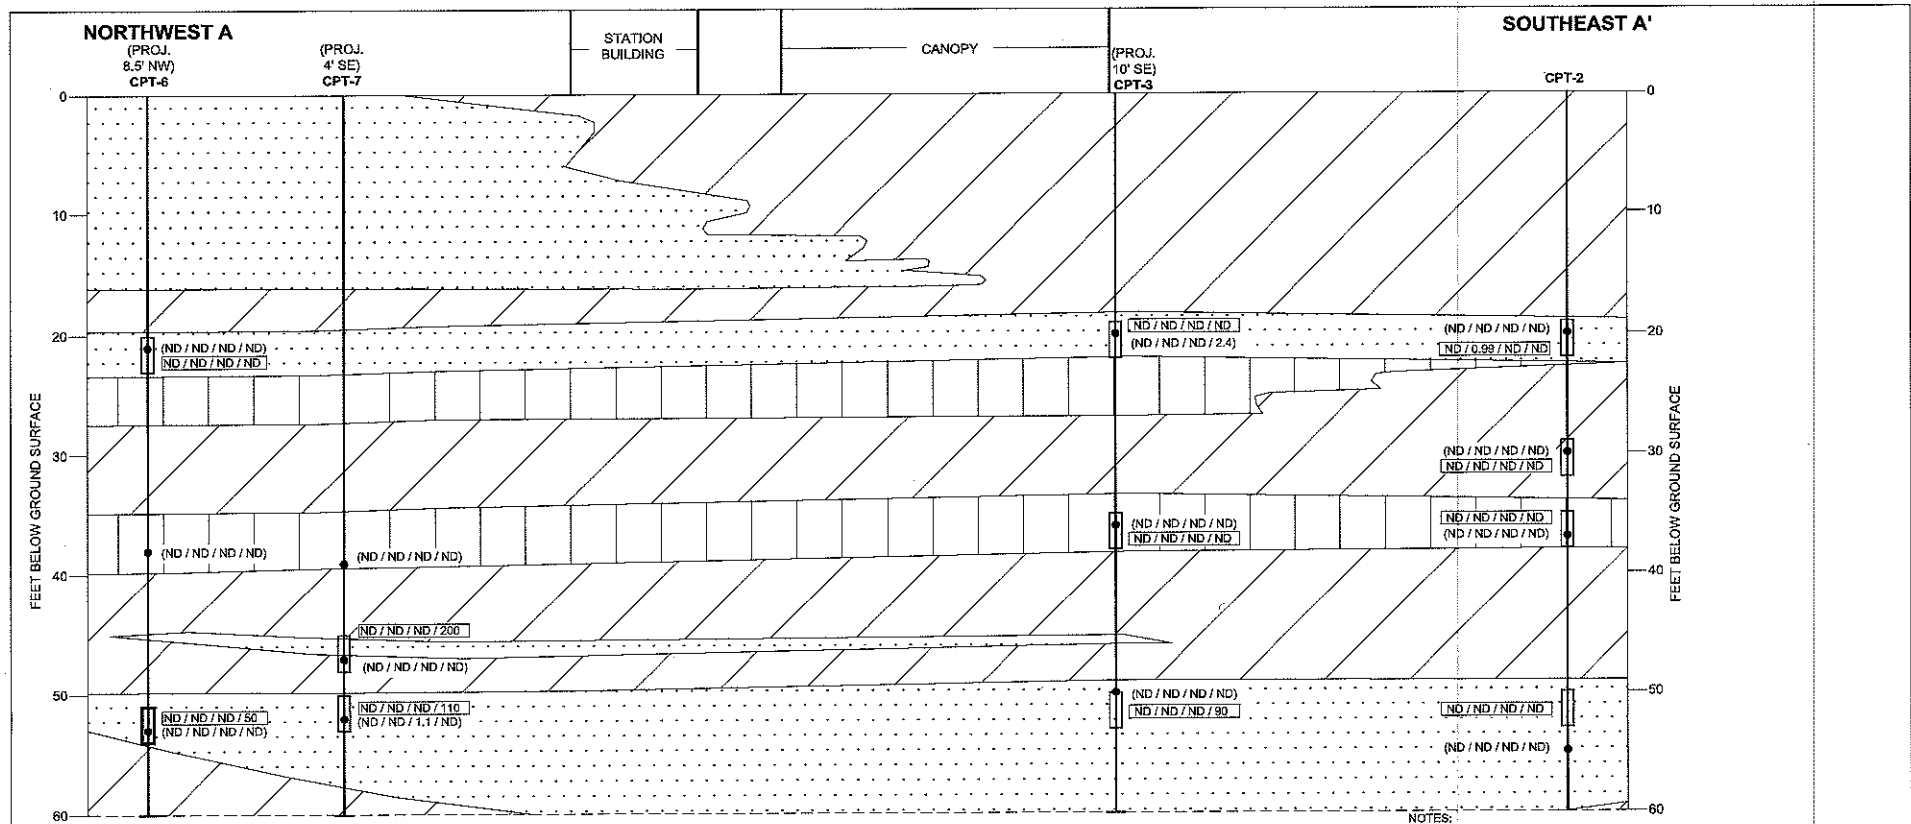 NORTHWEST A
SOUTHEAST A'
(PROJ.
8.5' NW)
CPT-6
(PROJ.
4' SE)
CPT-7
STATION
BUILDING
CANOPY
(PROJ.
10' SE)
CPT-3
CPT-2
0
0
10
10
20
20
30
30
40
40
50
50
60
60
FEET BELOW GROUND SURFACE
FEET BELOW GROUND SURFACE
(ND / ND / ND / ND)
ND / ND / ND / ND
(ND / ND / ND / ND)
ND / ND / ND / 50
(ND / ND / ND / ND)
(ND / ND / ND / ND)
ND / ND / ND / 200
(ND / ND / ND / ND)
ND / ND / ND / 110
(ND / ND / 1.1 / ND)
ND / ND / ND / ND
(ND / ND / ND / 2.4)
(ND / ND / ND / ND)
ND / ND / ND / ND
(ND / ND / ND / ND)
ND / ND / ND / 90
(ND / ND / ND / ND)
ND / 0.99 / ND / ND
(ND / ND / ND / ND)
ND / ND / ND / ND
ND / ND / ND / ND
(ND / ND / ND / ND)
ND / ND / ND / ND
(ND / ND / ND / ND)
NOTES: